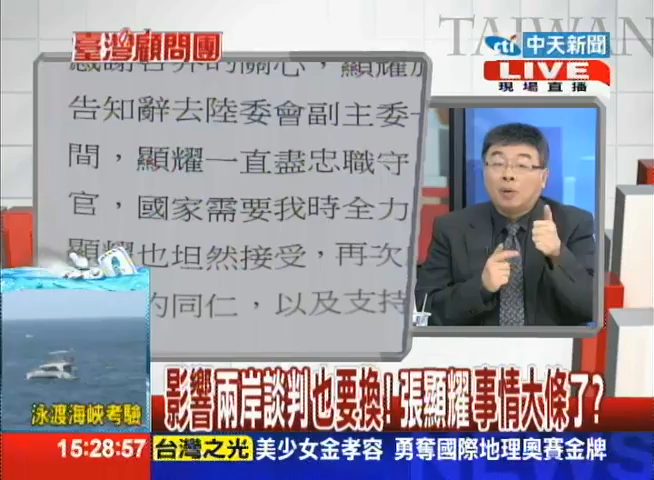 臺灣顧問團
TAIWAN
cti 中天新聞
LIVE
現場直播
感謝各界的關心，顯耀
告知辭去陸委會副主委
間，顯耀一直盡忠職守
官，國家需要我時全力
顯耀也坦然接受，再次
的同仁，以及支持
影響兩岸談判也要換！張顯耀事情大條了？
泳渡海峽考驗
15:28:57 台灣之光 美少女金孝容 勇奪國際地理奧賽金牌
NEWS